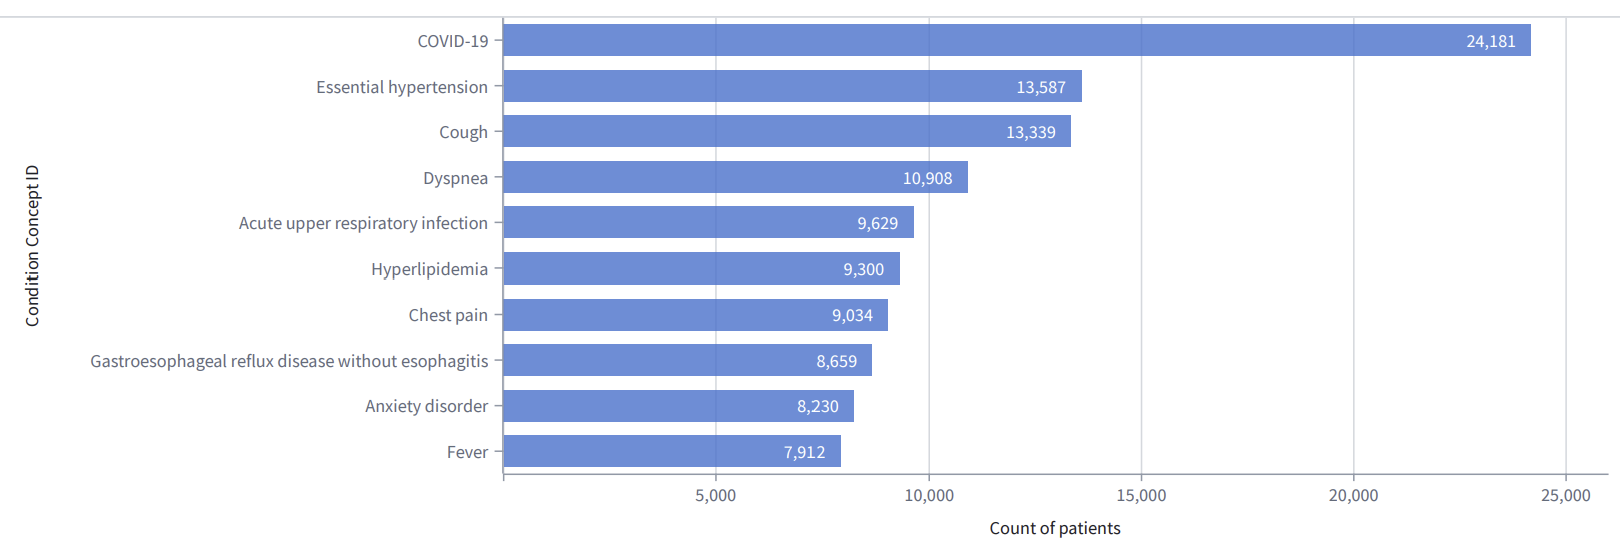 COVID-19 24,181
Essential hypertension 13,587
Cough 13,339
Dyspnea 10,908
Acute upper respiratory infection 9,629
Hyperlipidemia 9,300
Chest pain 9,034
Gastroesophageal reflux disease without esophagitis 8,659
Anxiety disorder 8,230
Fever 7,912
Condition Concept ID
5,000 10,000 15,000 20,000 25,000
Count of patients